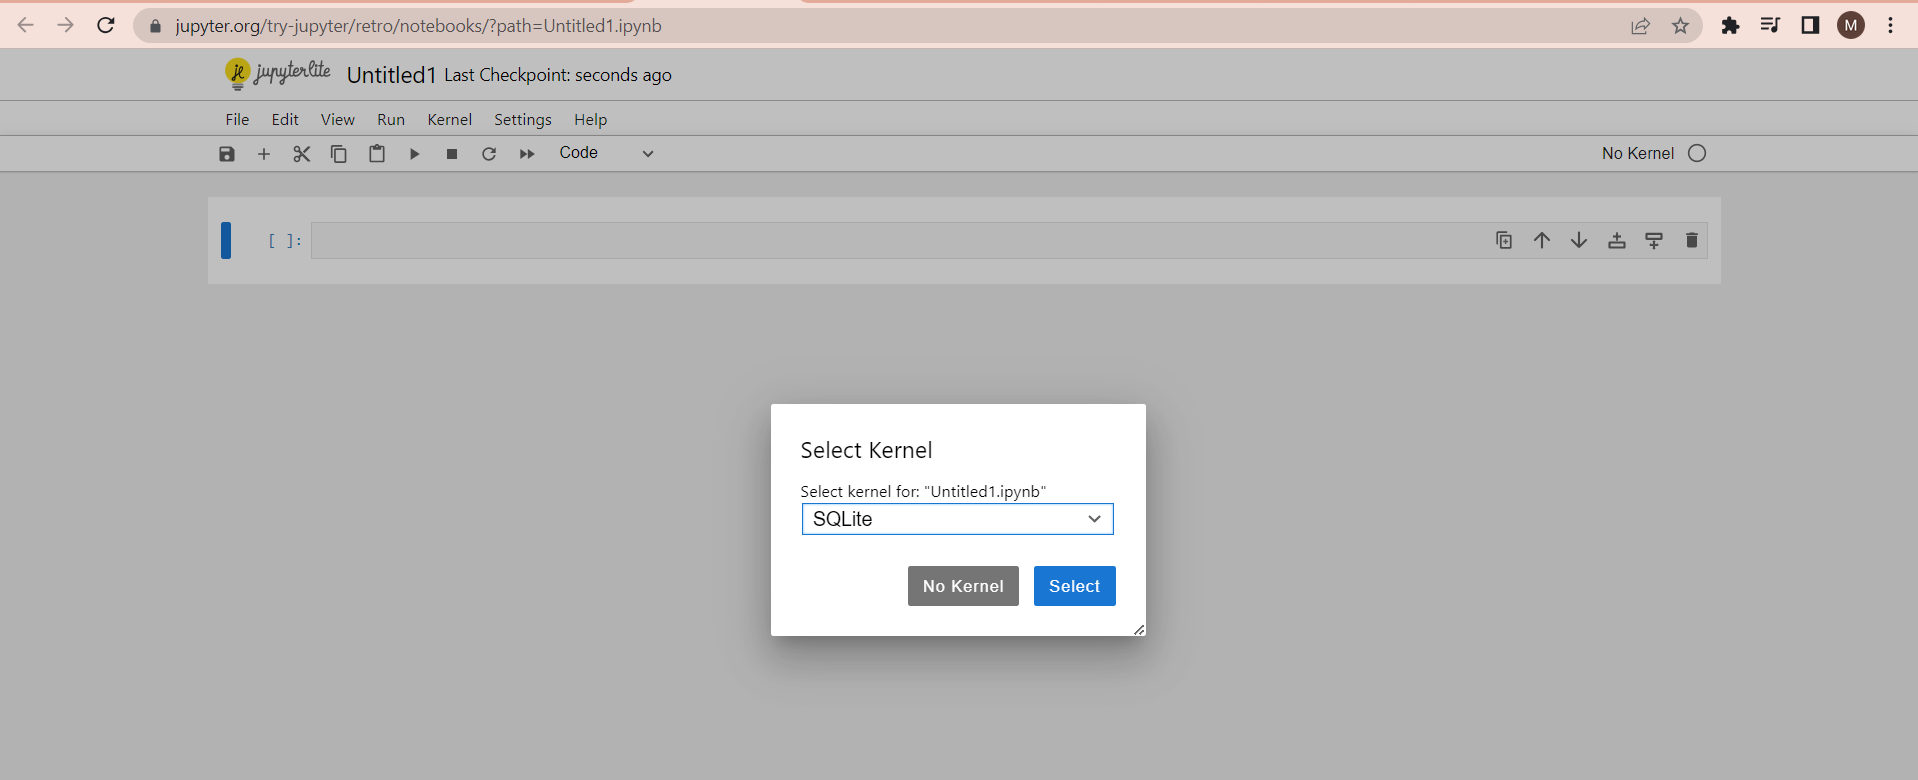 jupyter.org/try-jupyter/retro/notebooks/?path=Untitled1.ipynb
M
jupyterlite Untitled1 Last Checkpoint: seconds ago
File Edit View Run Kernel Settings Help
Code No Kernel
[ ]:
Select Kernel
Select kernel for: "Untitled1.ipynb"
SQLite
No Kernel Select